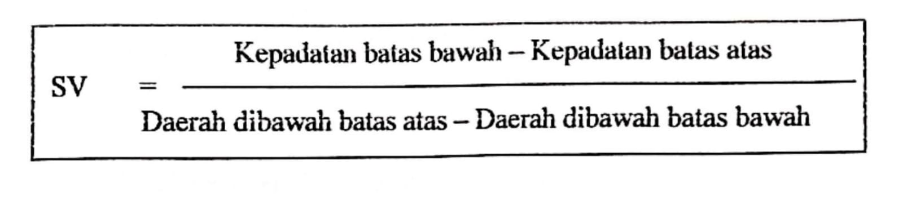 Kepadatan batas bawah – Kepadatan batas atas
SV =
Daerah dibawah batas atas – Daerah dibawah batas bawah